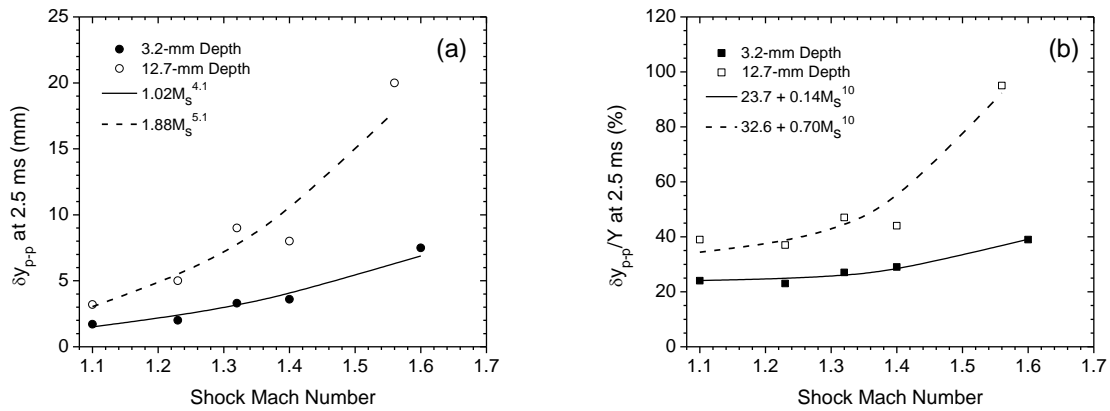 (a)
3.2-mm Depth
12.7-mm Depth
1.02Mₛ⁴·¹
1.88Mₛ⁵·¹
25
20
15
10
5
0
δy_{p-p} at 2.5 ms (mm)
1.1 1.2 1.3 1.4 1.5 1.6 1.7
Shock Mach Number
(b)
3.2-mm Depth
12.7-mm Depth
23.7 + 0.14Mₛ¹⁰
32.6 + 0.70Mₛ¹⁰
120
100
80
60
40
20
0
δy_{p-p}/Y at 2.5 ms (%)
1.1 1.2 1.3 1.4 1.5 1.6 1.7
Shock Mach Number